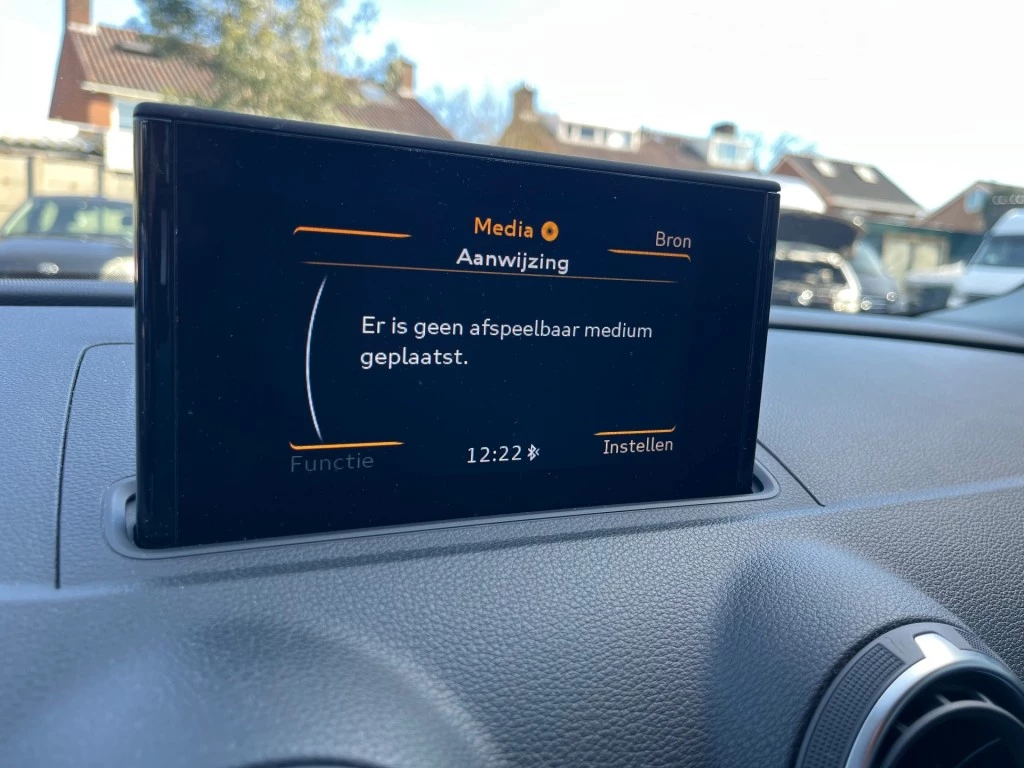 Media
Bron
Aanwijzing
Er is geen afspeelbaar medium
geplaatst.
Functie
12:22
Instellen